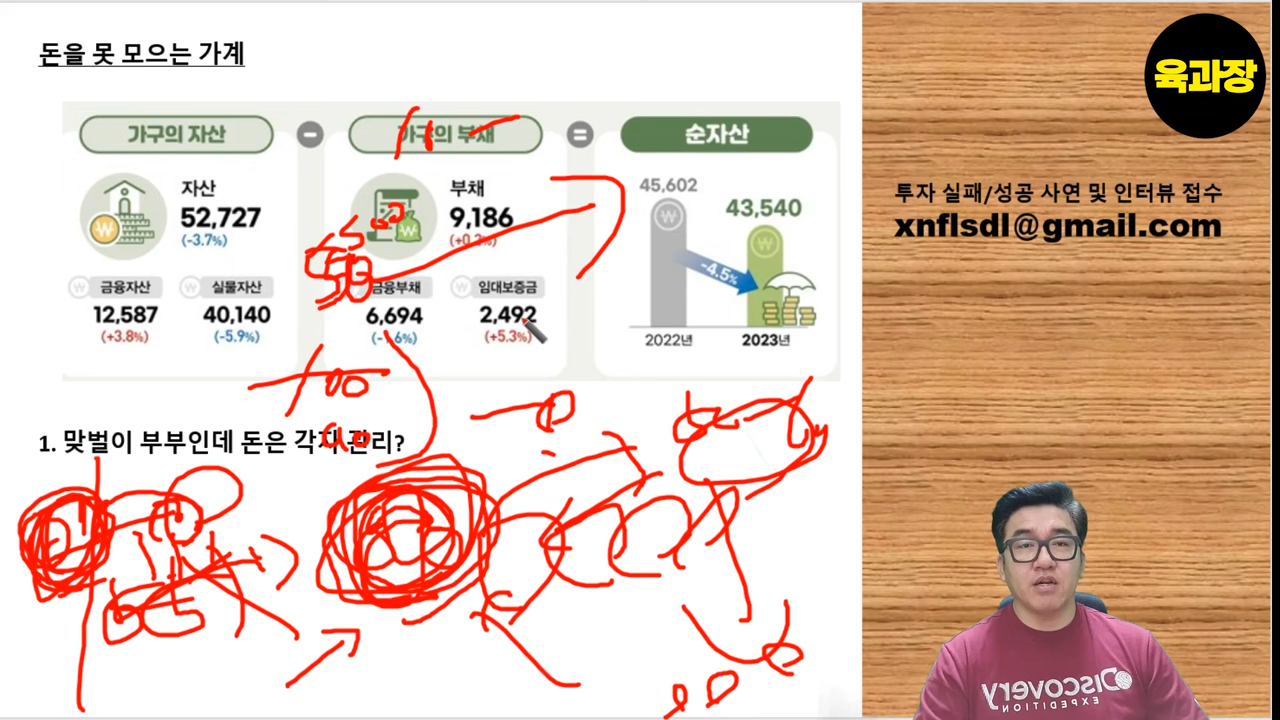 돈을 못 모으는 가계
가구의 자산
가구의 부채
순자산
자산
52,727
(-3.7%)
부채
9,186
45,602
43,540
-4.5%
금융자산
12,587
(+3.8%)
실물자산
40,140
(-5.9%)
금융부채
6,694
임대보증금
2,492
(+5.3%)
2022년
2023년
1. 맞벌이 부부인데 돈은 각자 관리?
육과장
투자 실패/성공 사연 및 인터뷰 접수
xnflsdl@gmail.com
Discovery
EXPEDITION